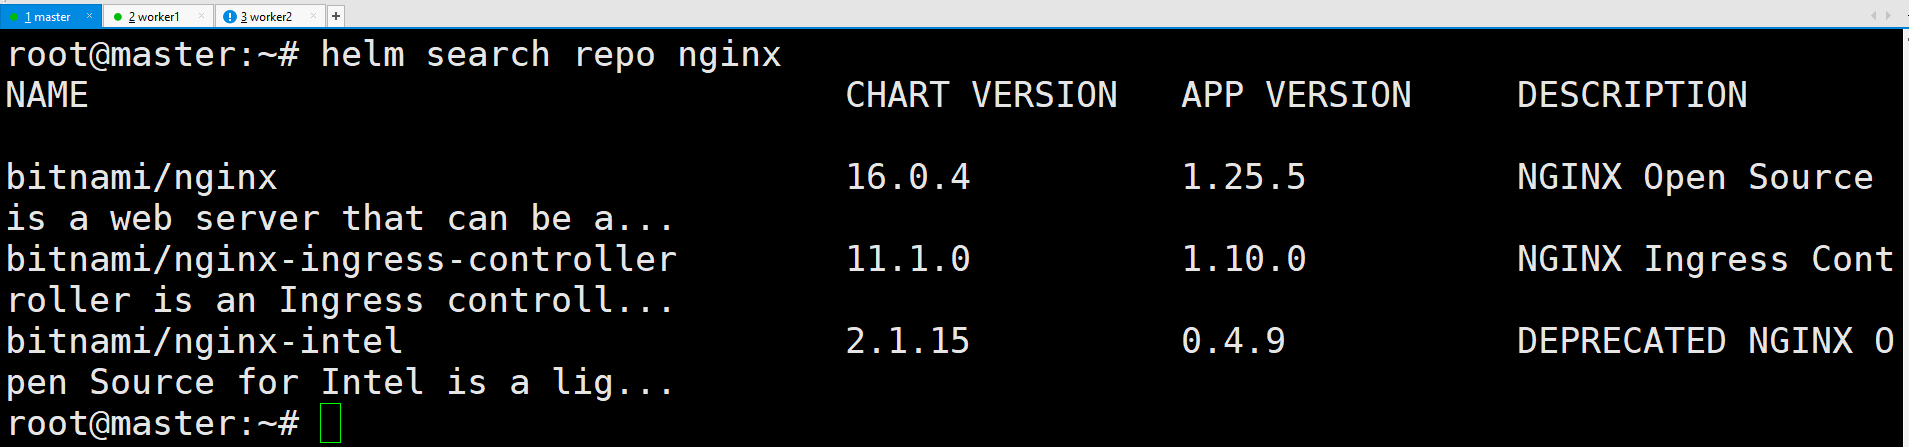 1 master × 2 worker1 × 3 worker2 × +
root@master:~# helm search repo nginx
NAME CHART VERSION APP VERSION DESCRIPTION
bitnami/nginx 16.0.4 1.25.5 NGINX Open Source
is a web server that can be a...
bitnami/nginx-ingress-controller 11.1.0 1.10.0 NGINX Ingress Cont
roller is an Ingress controll...
bitnami/nginx-intel 2.1.15 0.4.9 DEPRECATED NGINX O
pen Source for Intel is a lig...
root@master:~#